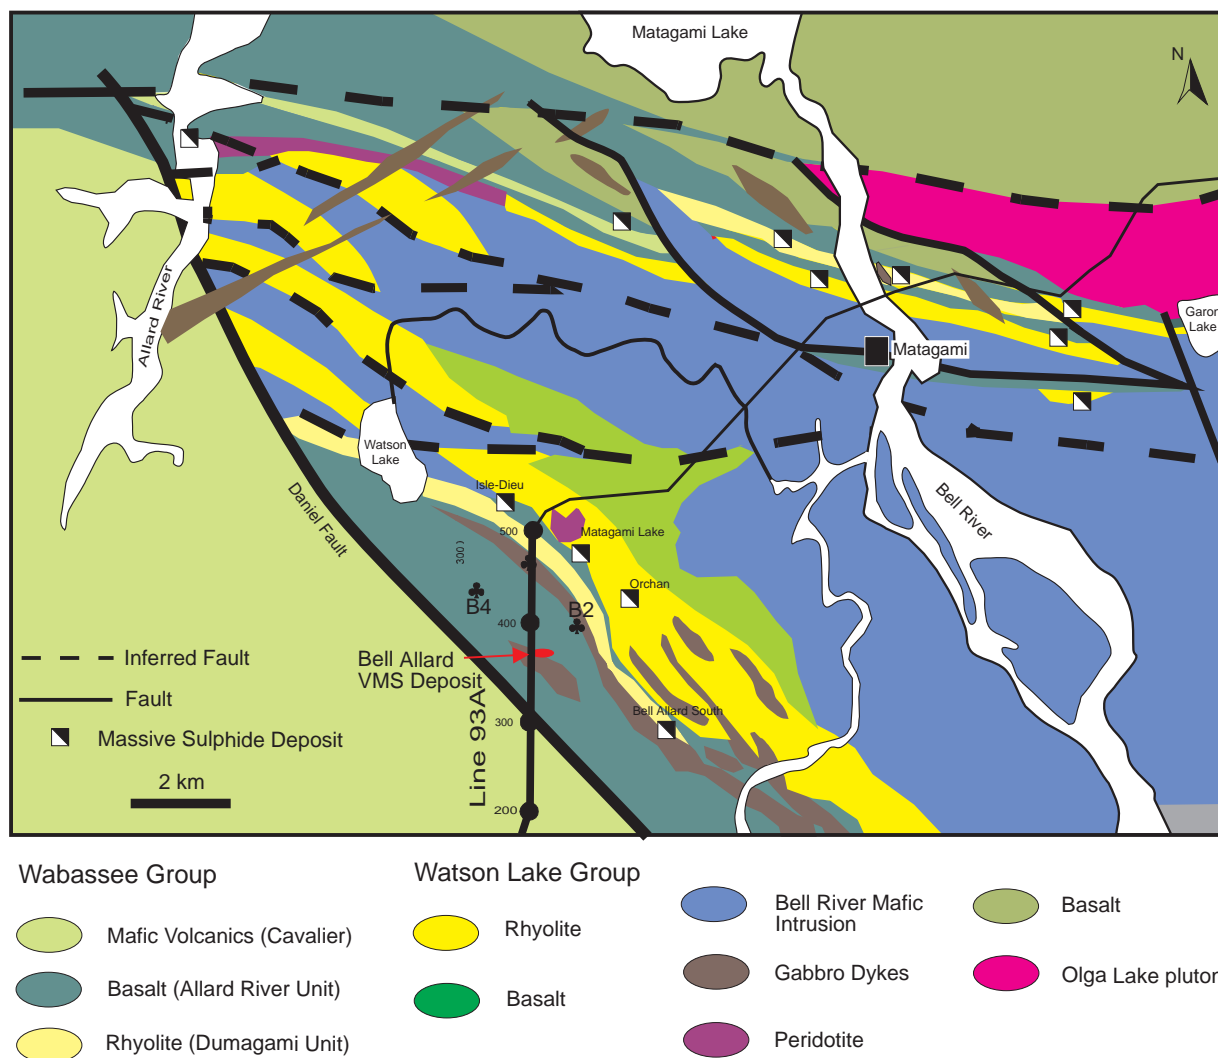 Matagami Lake
N
Allard River
Garon
Lake
Matagami
Watson
Lake
Isle-Dieu
Bell River
Daniel Fault
500
Matagami Lake
300 )
Orchan
B4
B2
400
Inferred Fault
Bell Allard
VMS Deposit
Fault
Bell Allard South
300
Massive Sulphide Deposit
Line 93A
2 km
200
Wabassee Group
Watson Lake Group
Mafic Volcanics (Cavalier)
Basalt (Allard River Unit)
Rhyolite (Dumagami Unit)
Rhyolite
Basalt
Bell River Mafic
Intrusion
Gabbro Dykes
Peridotite
Basalt
Olga Lake pluton